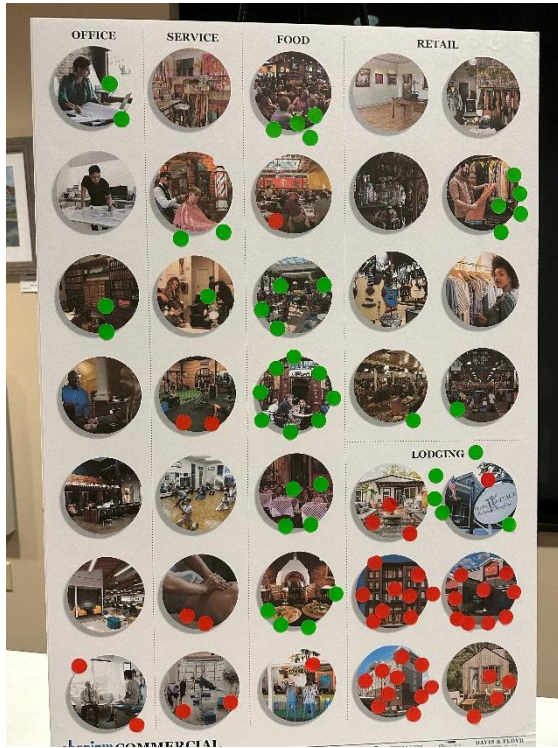 OFFICE
SERVICE
FOOD
RETAIL
LODGING
COMMERCIAL
DAVIS & FLOYD